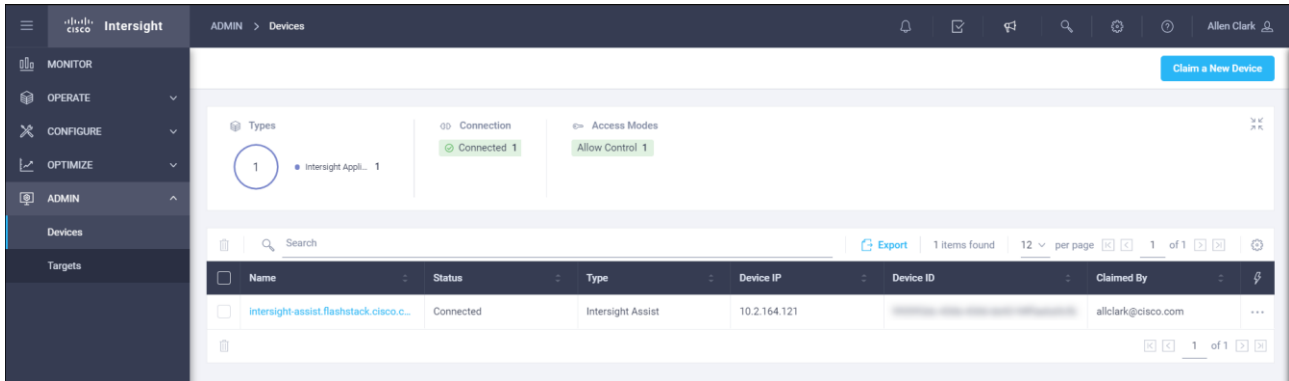 cisco Intersight ADMIN > Devices Allen Clark
MONITOR
Claim a New Device
OPERATE
CONFIGURE
Types Connection Access Modes
Connected 1 Allow Control 1
OPTIMIZE
1 Intersight Appli... 1
ADMIN
Devices
Search Export 1 items found 12 per page 1 of 1
Targets
Name Status Type Device IP Device ID Claimed By
intersight-assist.flashstack.cisco.c... Connected Intersight Assist 10.2.164.121 allclark@cisco.com ...
1 of 1